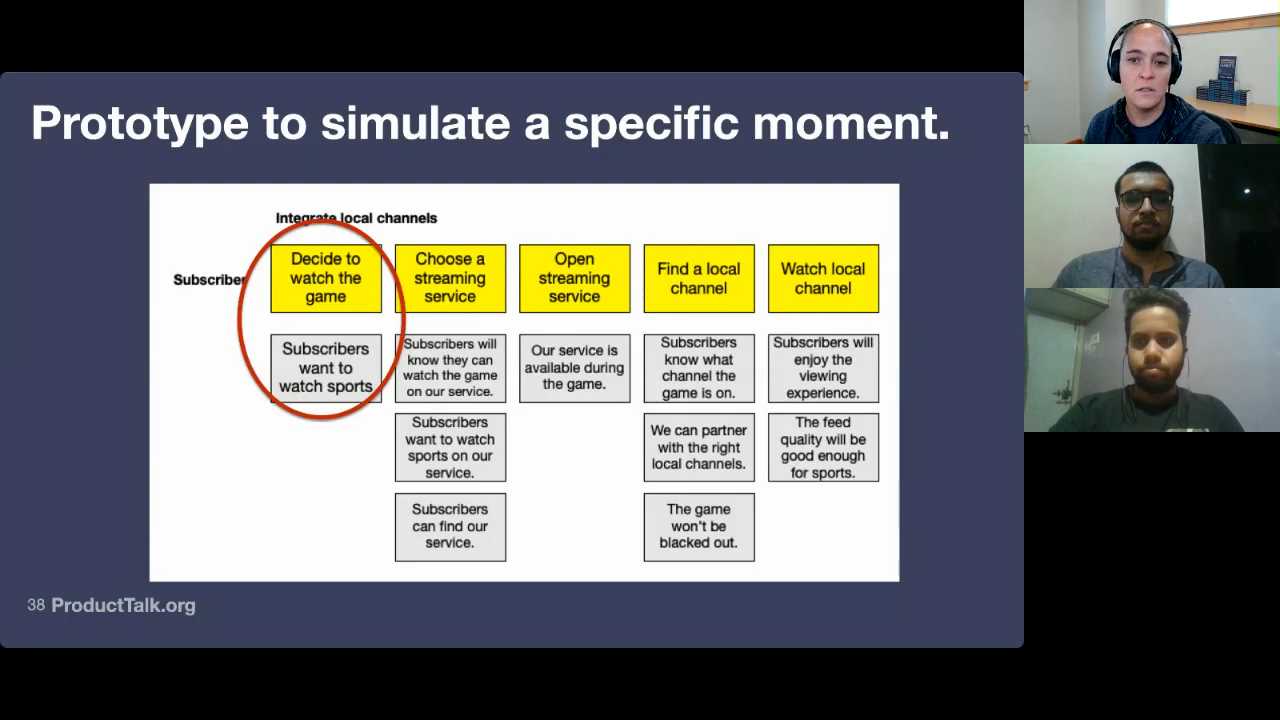 Prototype to simulate a specific moment.
Integrate local channels
Subscriber
Decide to
watch the
game
Choose a
streaming
service
Open
streaming
service
Find a local
channel
Watch local
channel
Subscribers
want to
watch sports
Subscribers will
know they can
watch the game
on our service.
Our service is
available during
the game.
Subscribers
know what
channel the
game is on.
Subscribers will
enjoy the
viewing
experience.
Subscribers
want to watch
sports on our
service.
We can partner
with the right
local channels.
The feed
quality will be
good enough
for sports.
Subscribers
can find our
service.
The game
won't be
blacked out.
38 ProductTalk.org